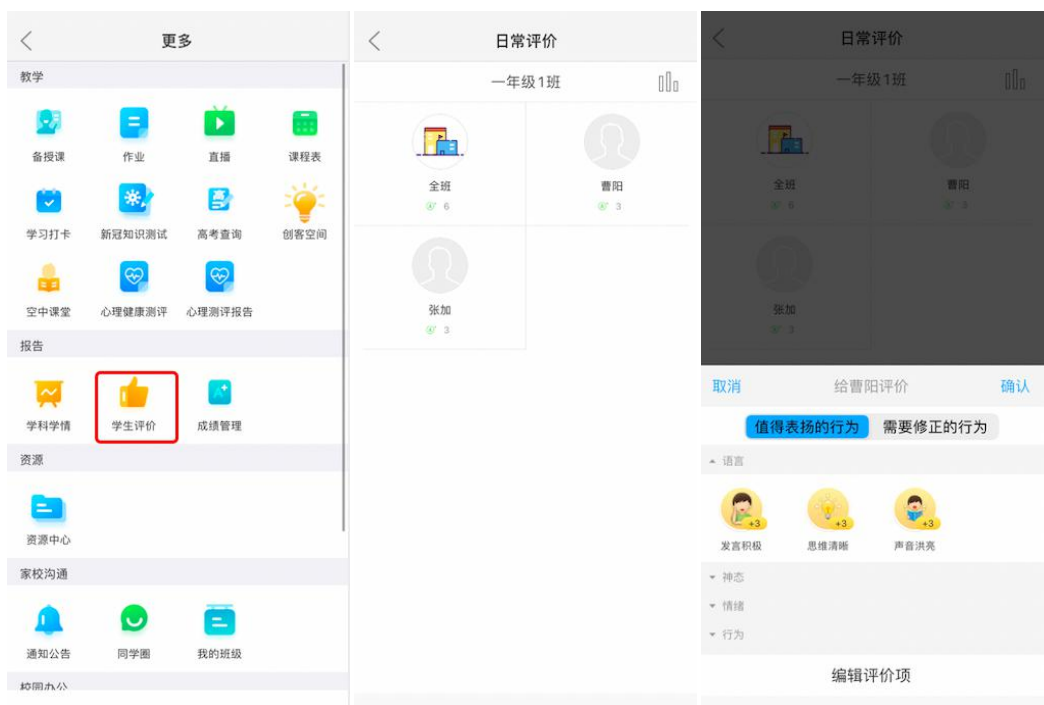 更多
教学
备授课 作业 直播 课程表
学习打卡 新冠知识测试 高考查询 创客空间
空中课堂 心理健康测评 心理测评报告
报告
学科学情 学生评价 成绩管理
资源
资源中心
家校沟通
通知公告 同学圈 我的班级
校园办公
日常评价
一年级1班
全班 曹阳
6 3
张加
3
日常评价
一年级1班
全班 曹阳
6 3
张加
3
取消 给曹阳评价 确认
值得表扬的行为 需要修正的行为
语言
+3 +3 +3
发言积极 思维清晰 声音洪亮
神态
情绪
行为
编辑评价项